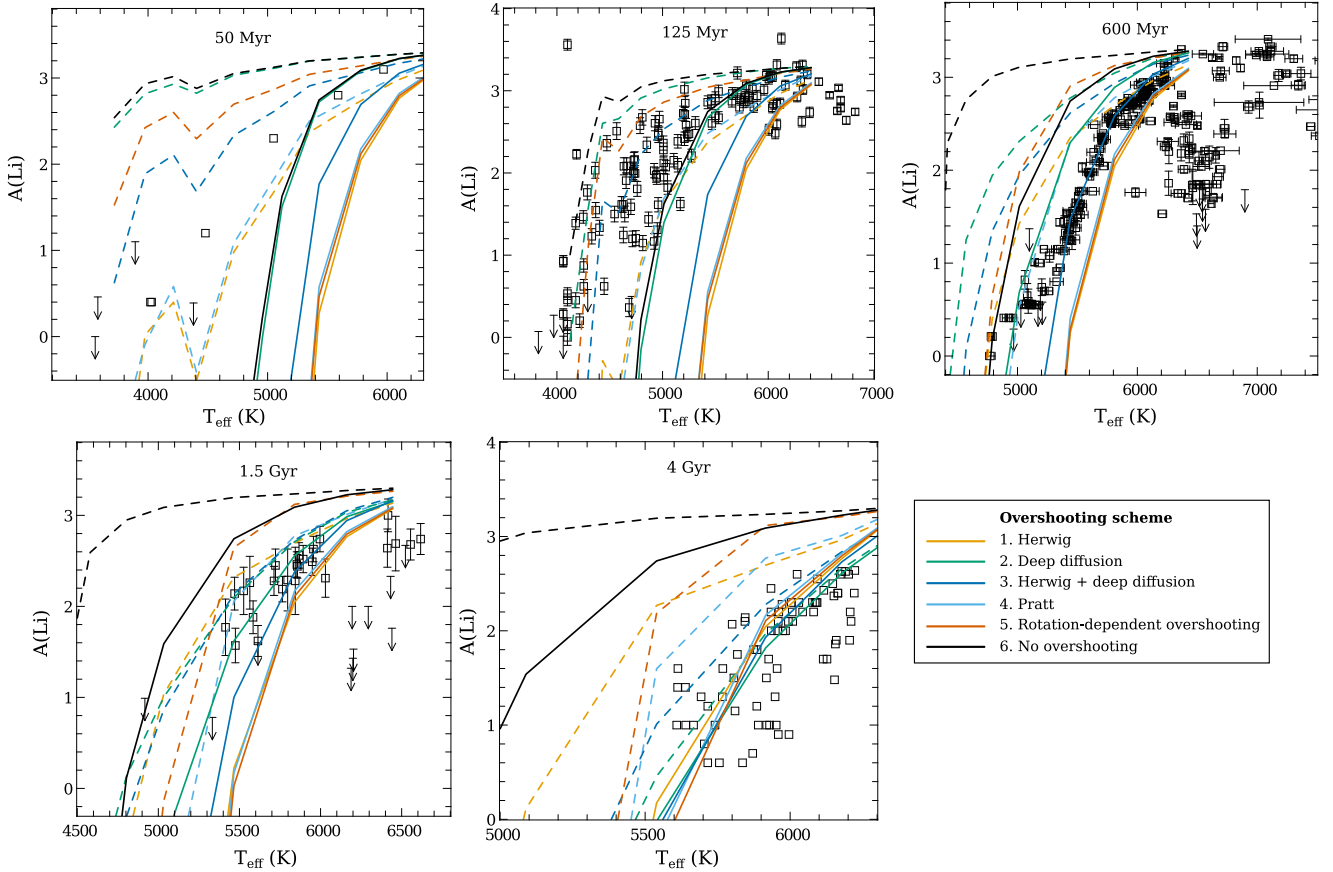 50 Myr
A(Li)
3
2
1
0
4000
5000
6000
T_eff (K)
125 Myr
A(Li)
4
3
2
1
0
3000
4000
5000
6000
7000
T_eff (K)
600 Myr
A(Li)
3
2
1
0
5000
6000
7000
T_eff (K)
1.5 Gyr
A(Li)
3
2
1
0
4500
5000
5500
6000
6500
T_eff (K)
4 Gyr
A(Li)
4
3
2
1
0
5000
5500
6000
T_eff (K)
Overshooting scheme
1. Herwig
2. Deep diffusion
3. Herwig + deep diffusion
4. Pratt
5. Rotation-dependent overshooting
6. No overshooting